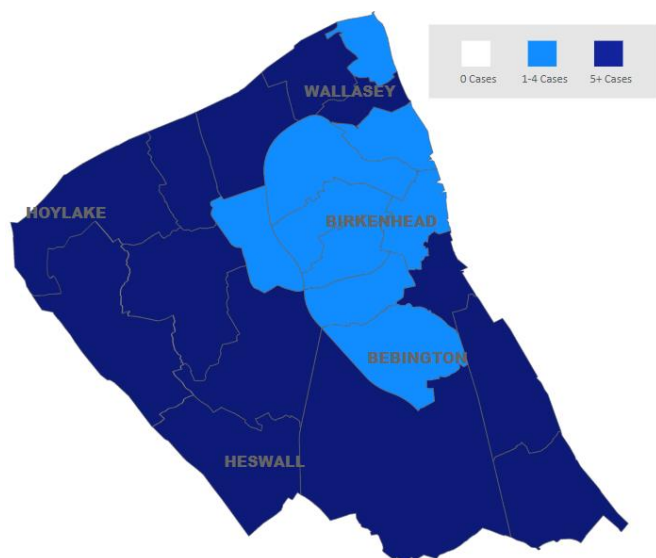 0 Cases
1-4 Cases
5+ Cases
WALLASEY
HOYLAKE
BIRKENHEAD
BEBINGTON
HESWALL